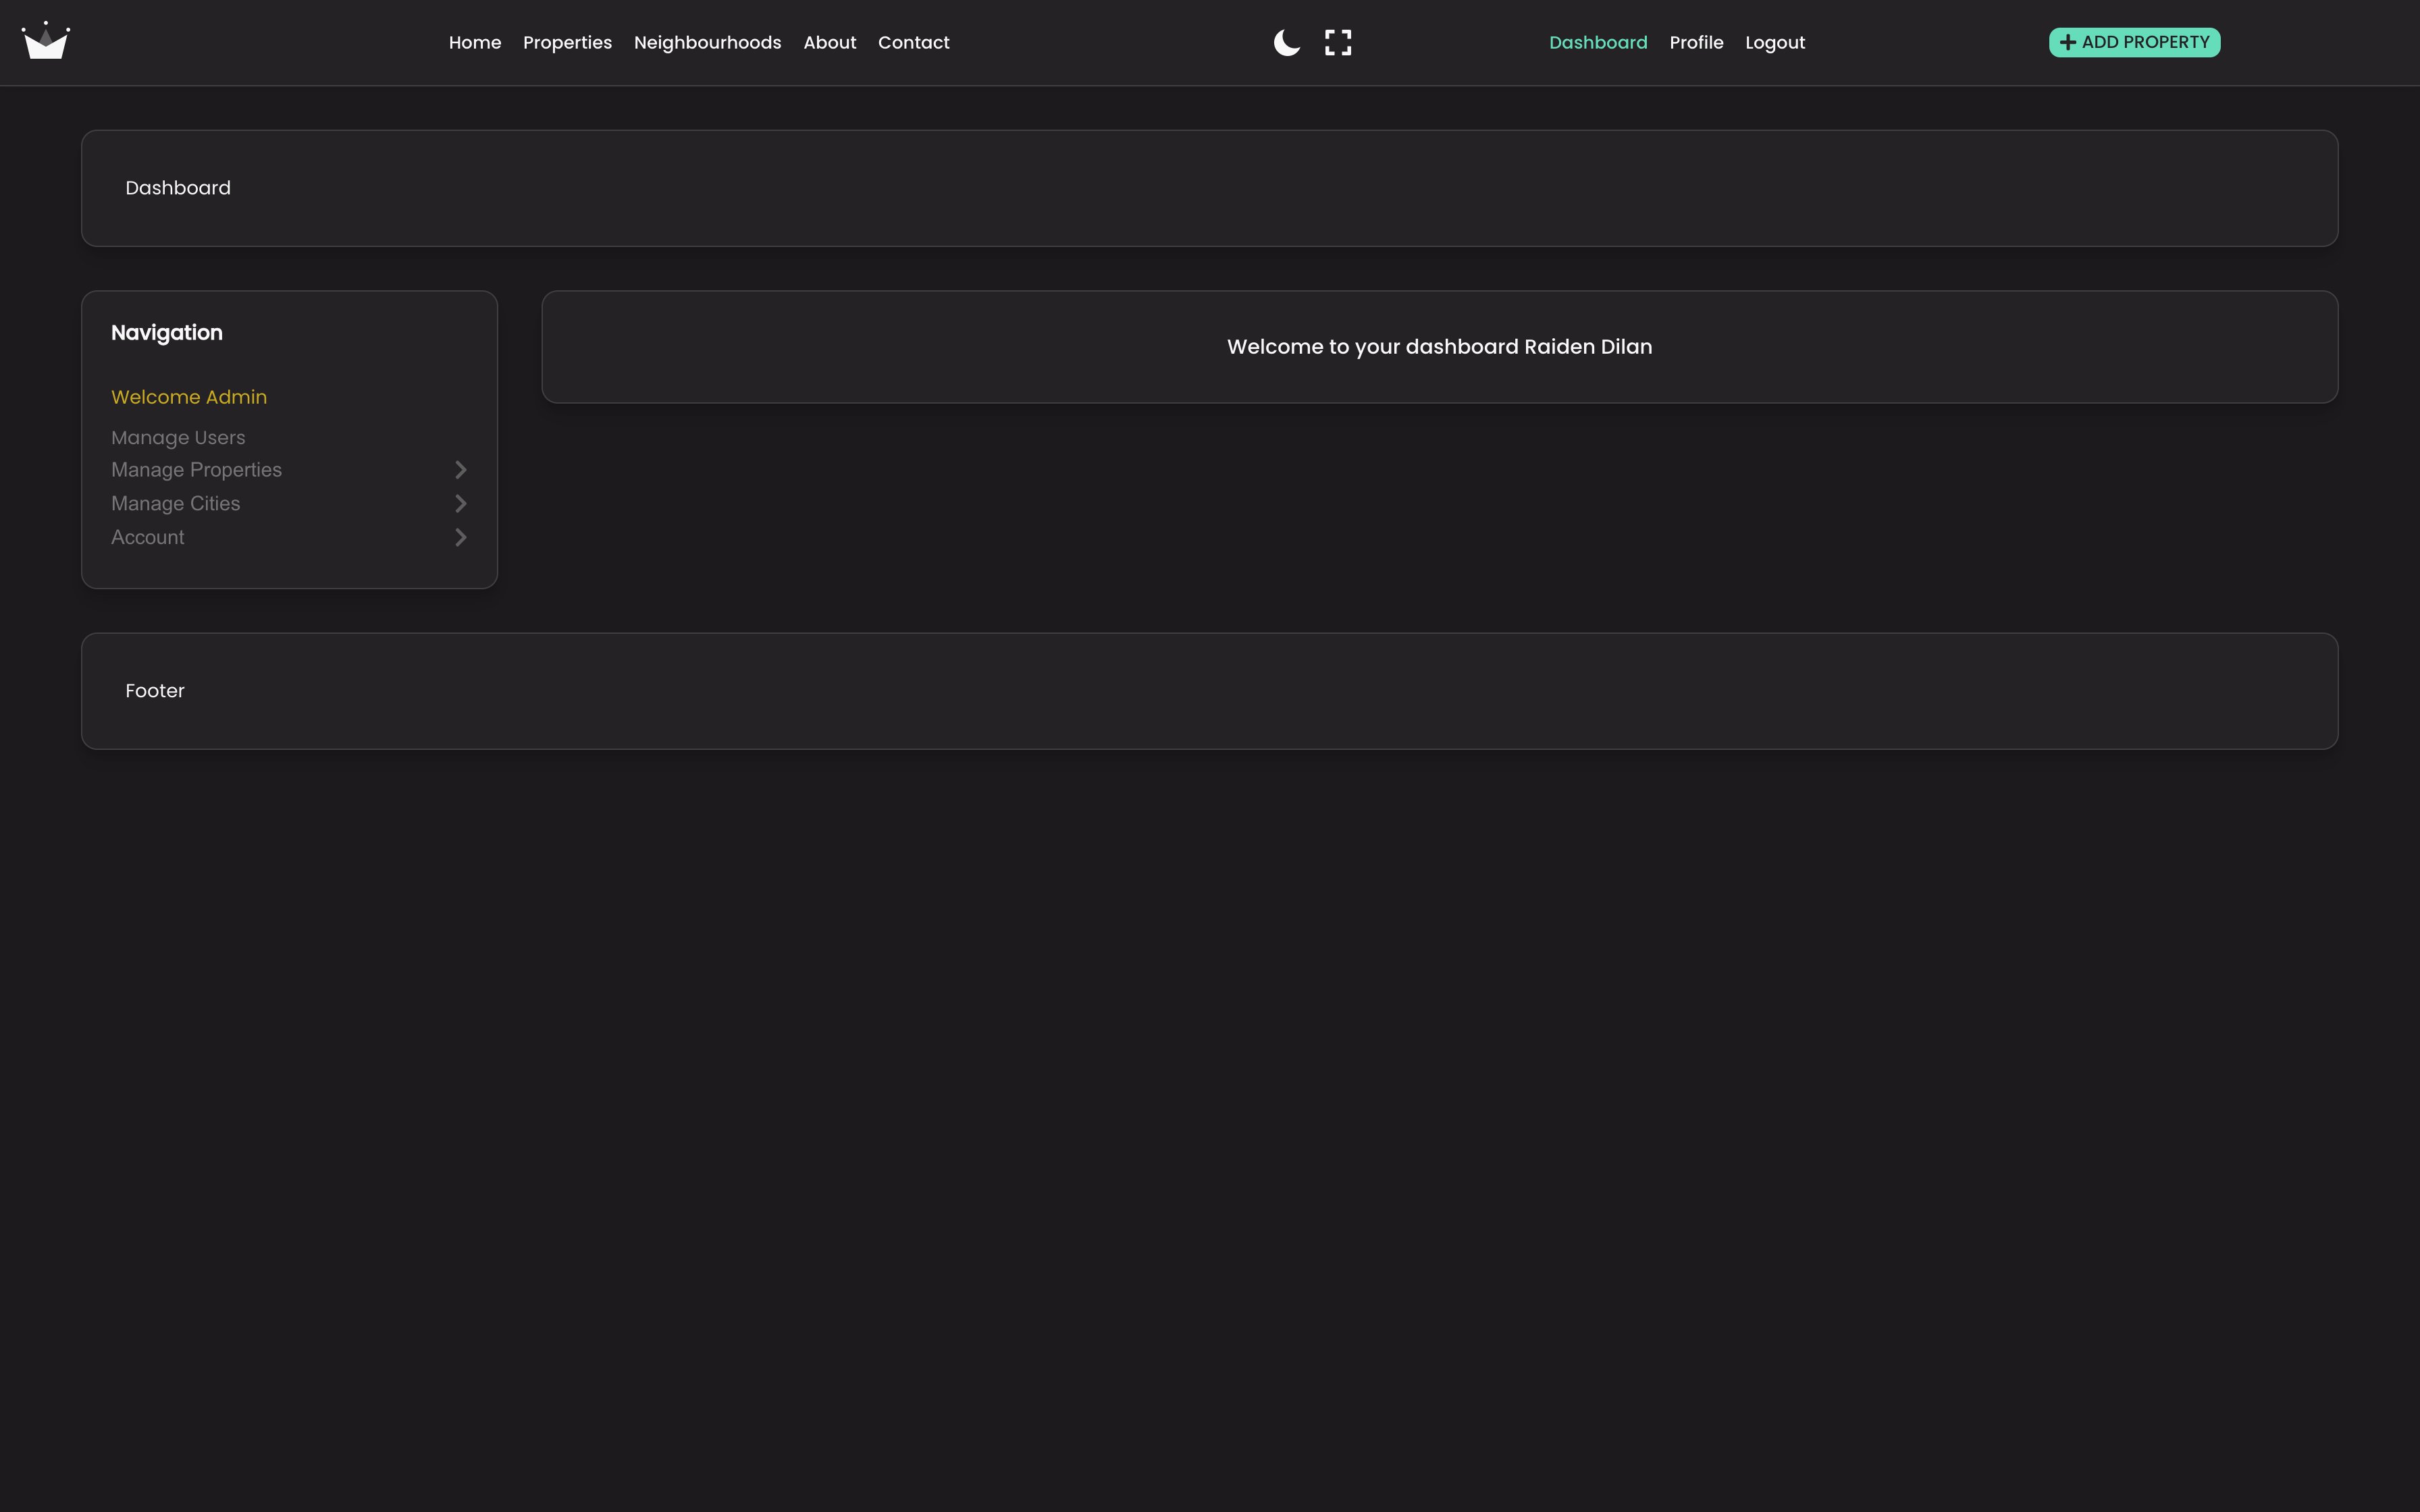 Home Properties Neighbourhoods About Contact Dashboard Profile Logout ADD PROPERTY
Dashboard
Navigation
Welcome Admin
Manage Users
Manage Properties
Manage Cities
Account
Welcome to your dashboard Raiden Dilan
Footer